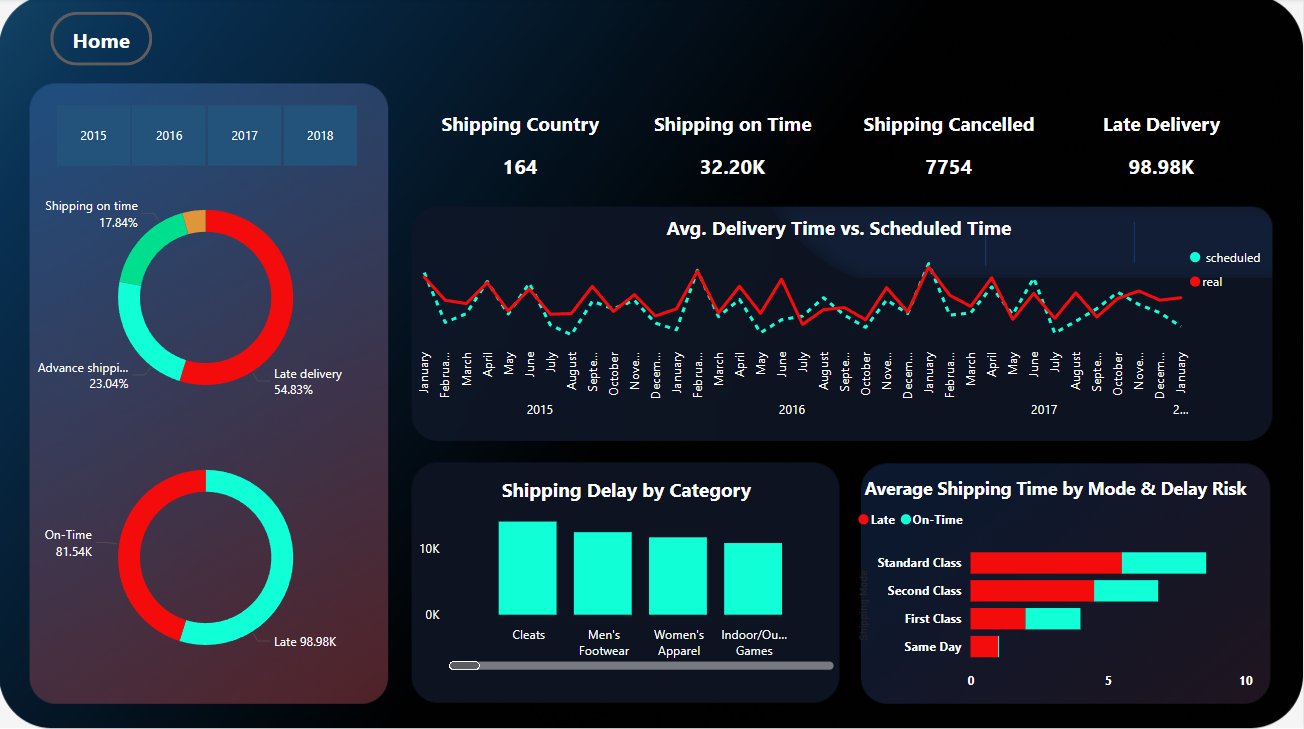 Home
2015 2016 2017 2018
Shipping on time
17.84%
Advance shippi...
23.04%
Late delivery
54.83%
On-Time
81.54K
Late 98.98K
Shipping Country
164
Shipping on Time
32.20K
Shipping Cancelled
7754
Late Delivery
98.98K
Avg. Delivery Time vs. Scheduled Time
scheduled
real
January Februa... March April May June July August Septe... October Nove... Decem... January Februa... March April May June July August Septe... October Nove... Decem... January Februa... March April May June July August Septe... October Nove... Decem... January
2015 2016 2017 2...
Shipping Delay by Category
10K
0K
Cleats
Men's
Footwear
Women's
Apparel
Indoor/Ou...
Games
Average Shipping Time by Mode & Delay Risk
Late On-Time
Shipping Mode
Standard Class
Second Class
First Class
Same Day
0 5 10